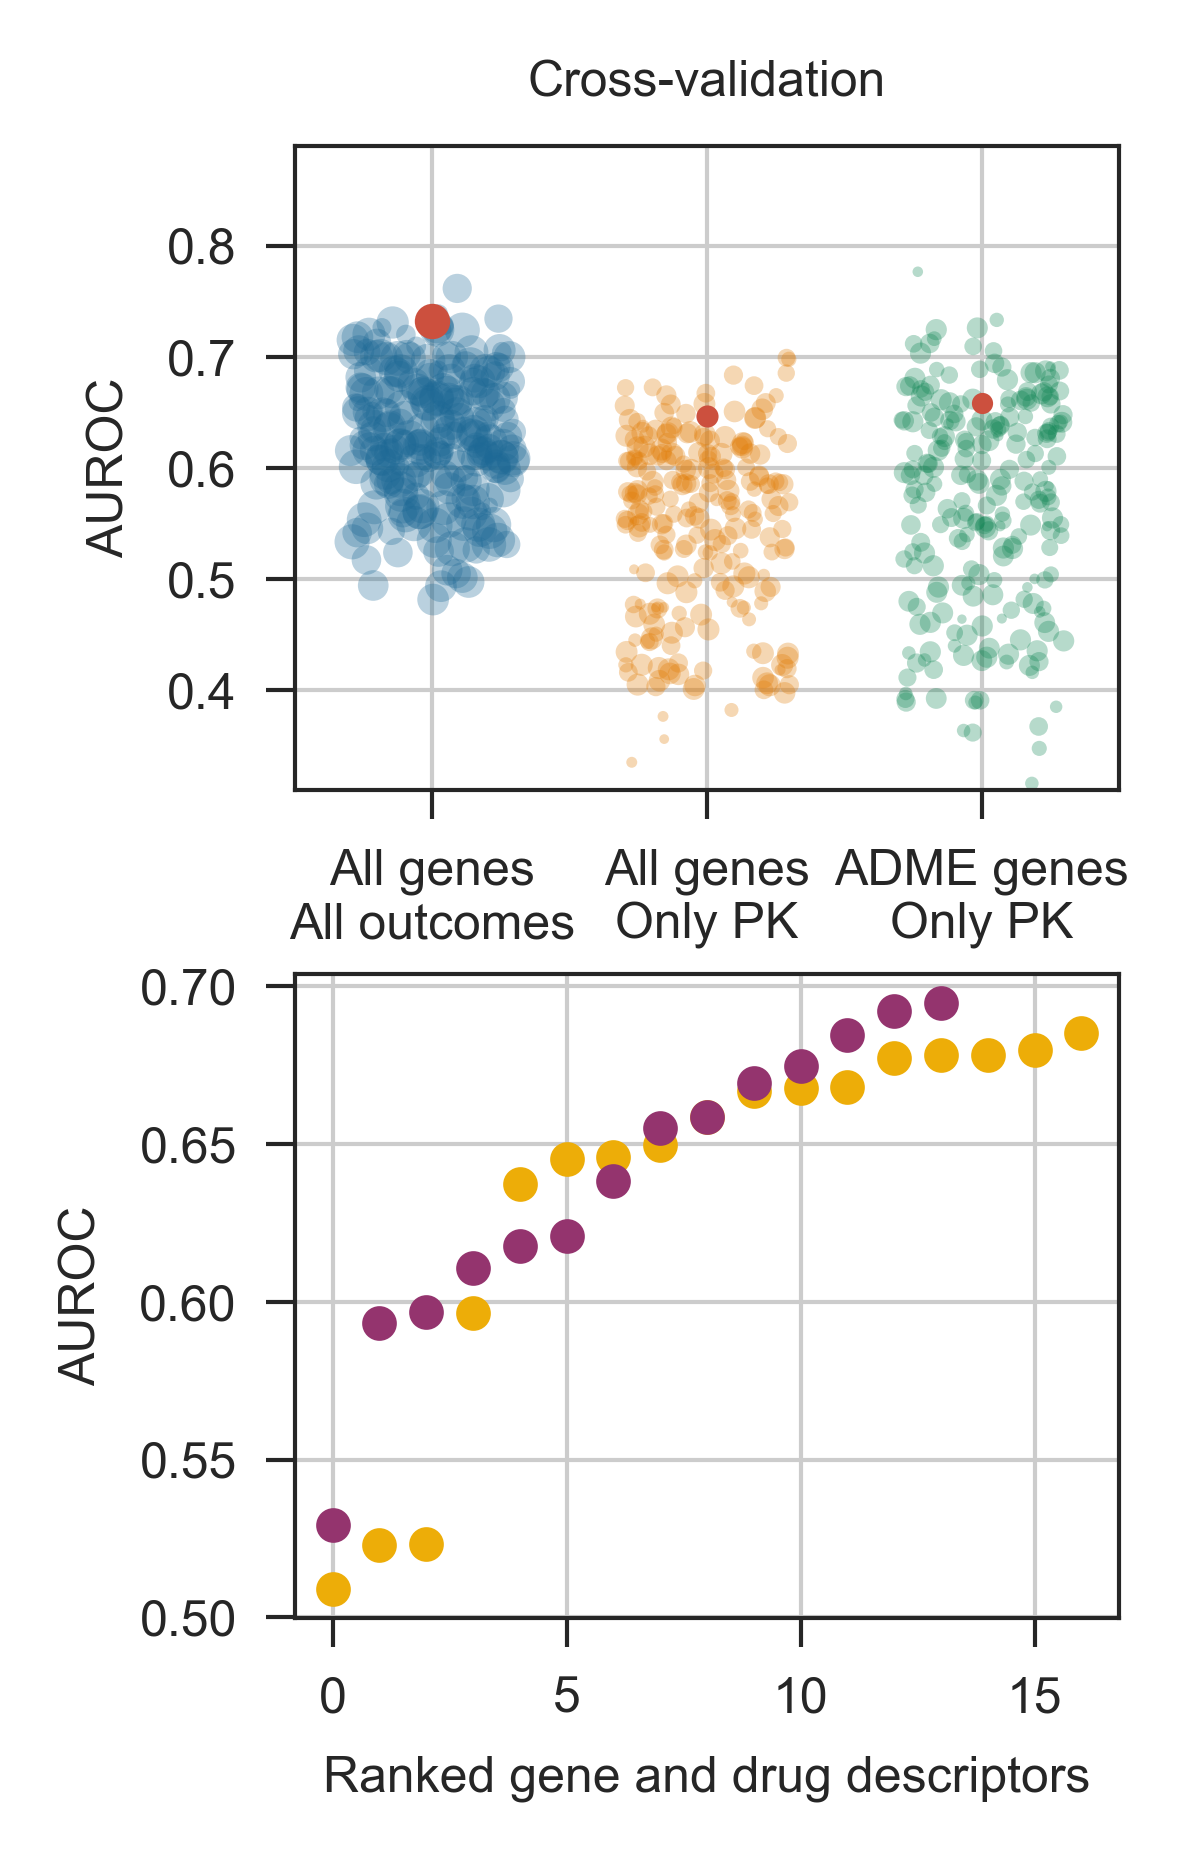 Cross-validation
0.8
0.7
0.6
0.5
0.4
AUROC
All genes
All outcomes
All genes
Only PK
ADME genes
Only PK
0.70
0.65
0.60
0.55
0.50
AUROC
0 5 10 15
Ranked gene and drug descriptors